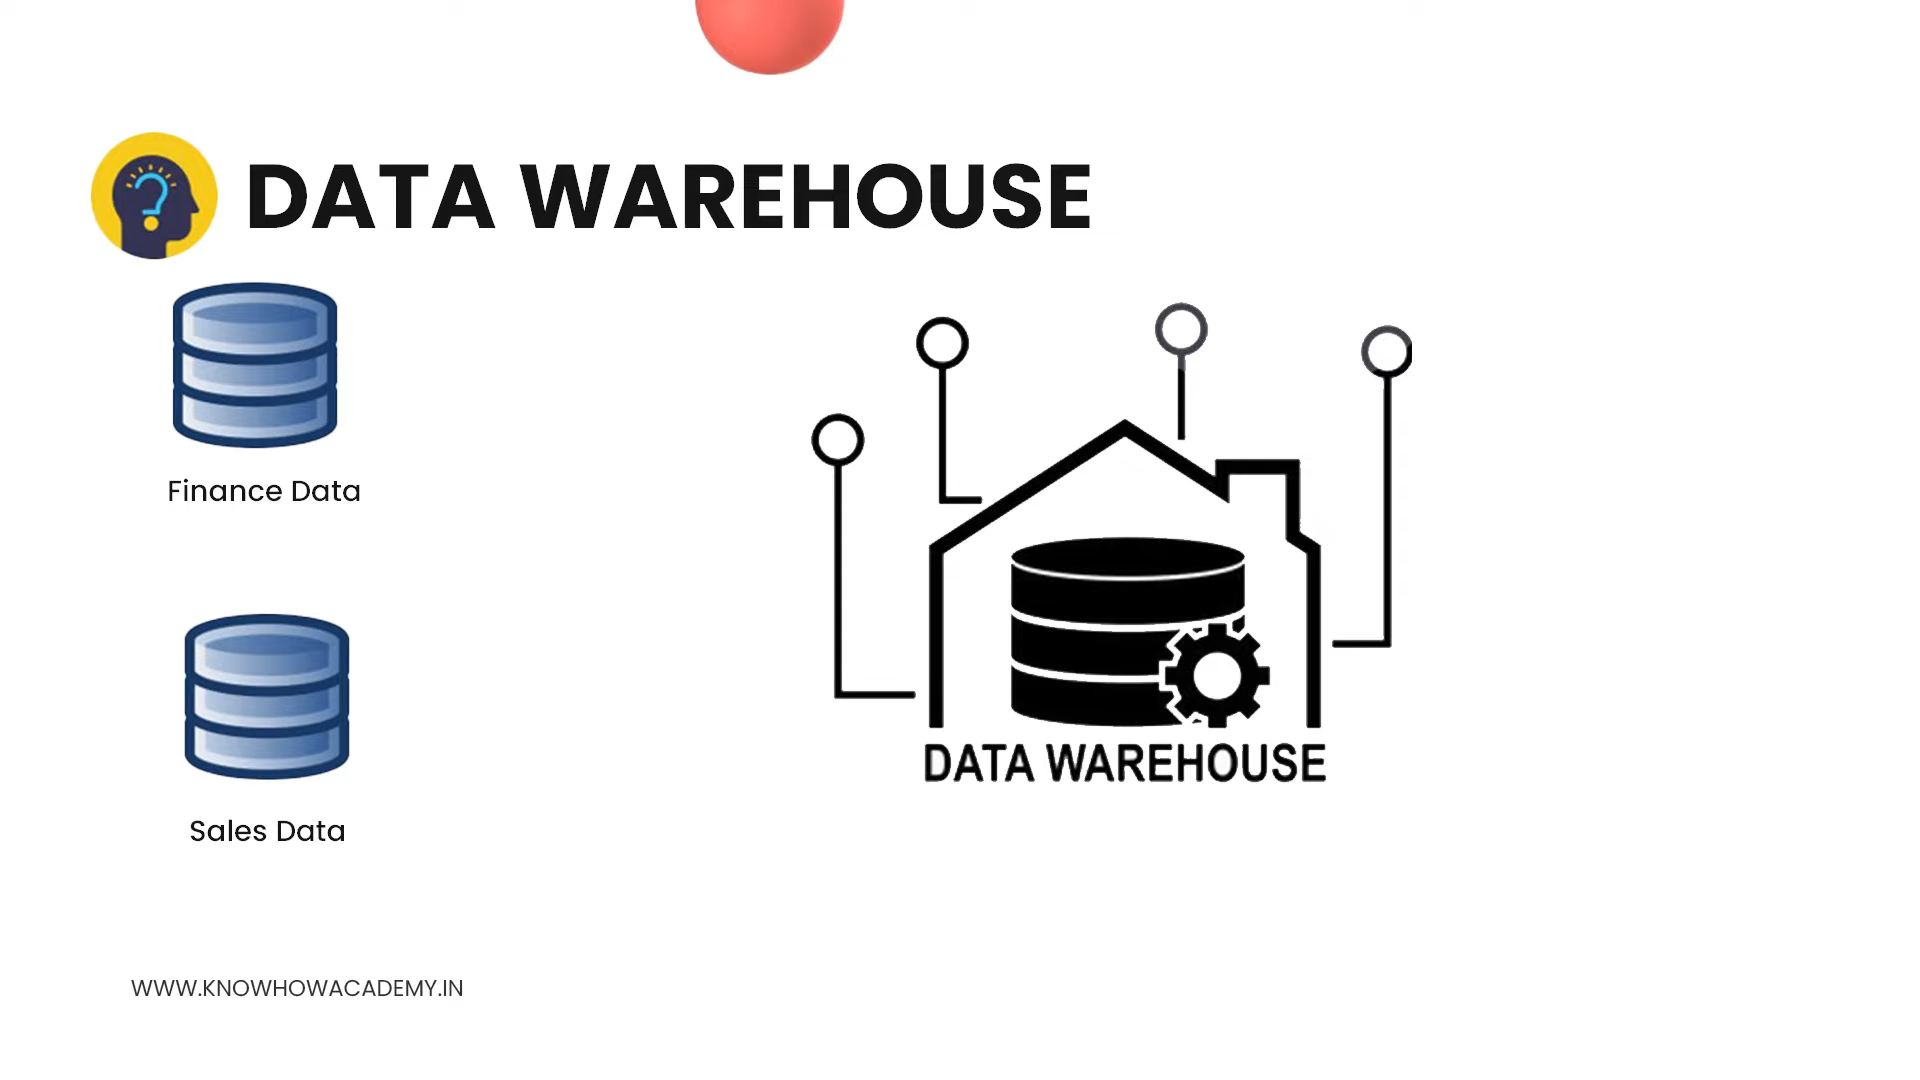 DATA WAREHOUSE
Finance Data
Sales Data
DATA WAREHOUSE
WWW.KNOWHOWACADEMY.IN